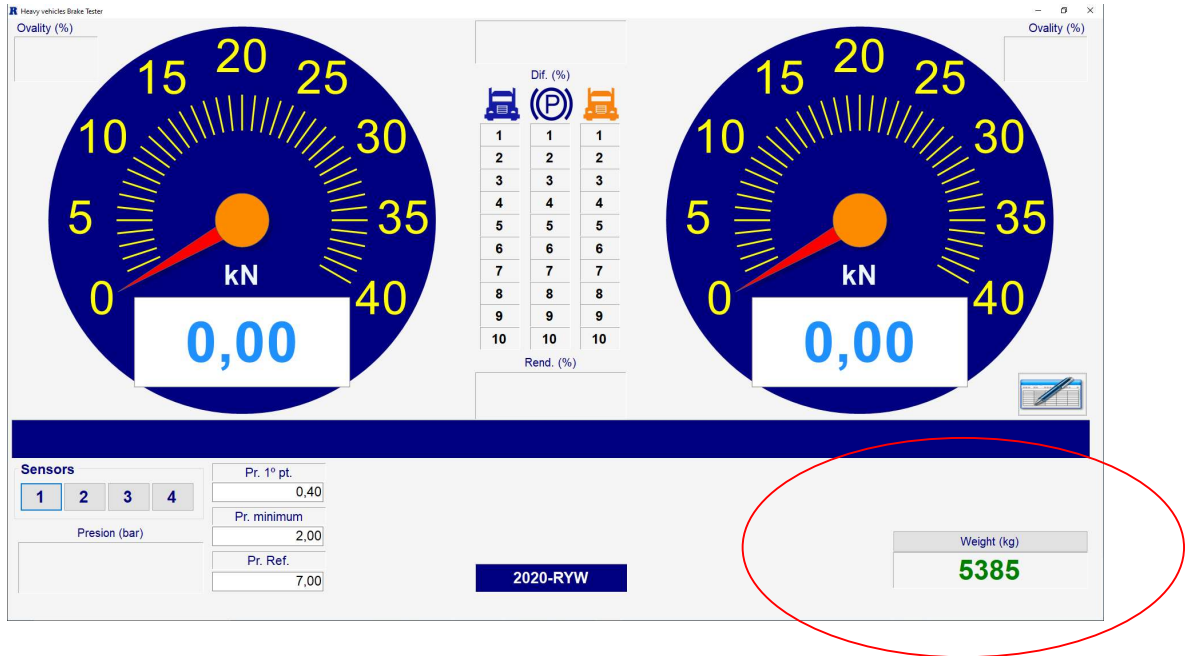 R Heavy vehicles Brake Tester
Ovality (%)
Ovality (%)
0
5
10
15
20
25
30
35
40
kN
0,00
Dif. (%)
(P)
1 1 1
2 2 2
3 3 3
4 4 4
5 5 5
6 6 6
7 7 7
8 8 8
9 9 9
10 10 10
Rend. (%)
0
5
10
15
20
25
30
35
40
kN
0,00
Sensors
1 2 3 4
Presion (bar)
Pr. 1º pt.
0,40
Pr. minimum
2,00
Pr. Ref.
7,00
2020-RYW
Weight (kg)
5385